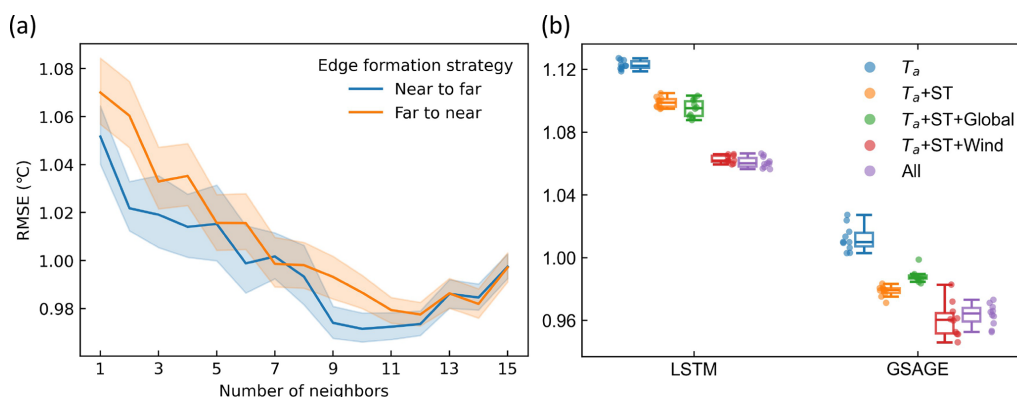 (a)
RMSE (°C)
1.08
1.06
1.04
1.02
1.00
0.98
Edge formation strategy
Near to far
Far to near
1 3 5 7 9 11 13 15
Number of neighbors
(b)
1.12
1.08
1.04
1.00
0.96
Tₐ
Tₐ+ST
Tₐ+ST+Global
Tₐ+ST+Wind
All
LSTM GSAGE